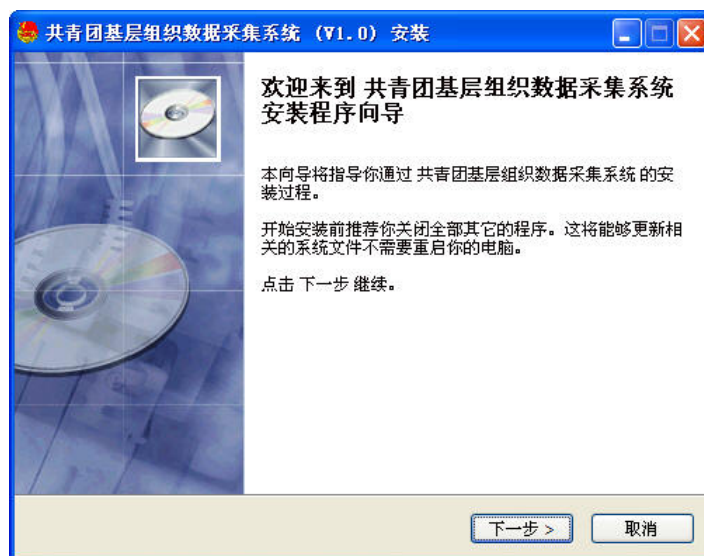 共青团基层组织数据采集系统 (V1.0) 安装
欢迎来到 共青团基层组织数据采集系统
安装程序向导
本向导将指导你通过 共青团基层组织数据采集系统 的安
装过程。
开始安装前推荐你关闭全部其它的程序。这将能够更新相
关的系统文件不需要重启你的电脑。
点击 下一步 继续。
下一步 >
取消